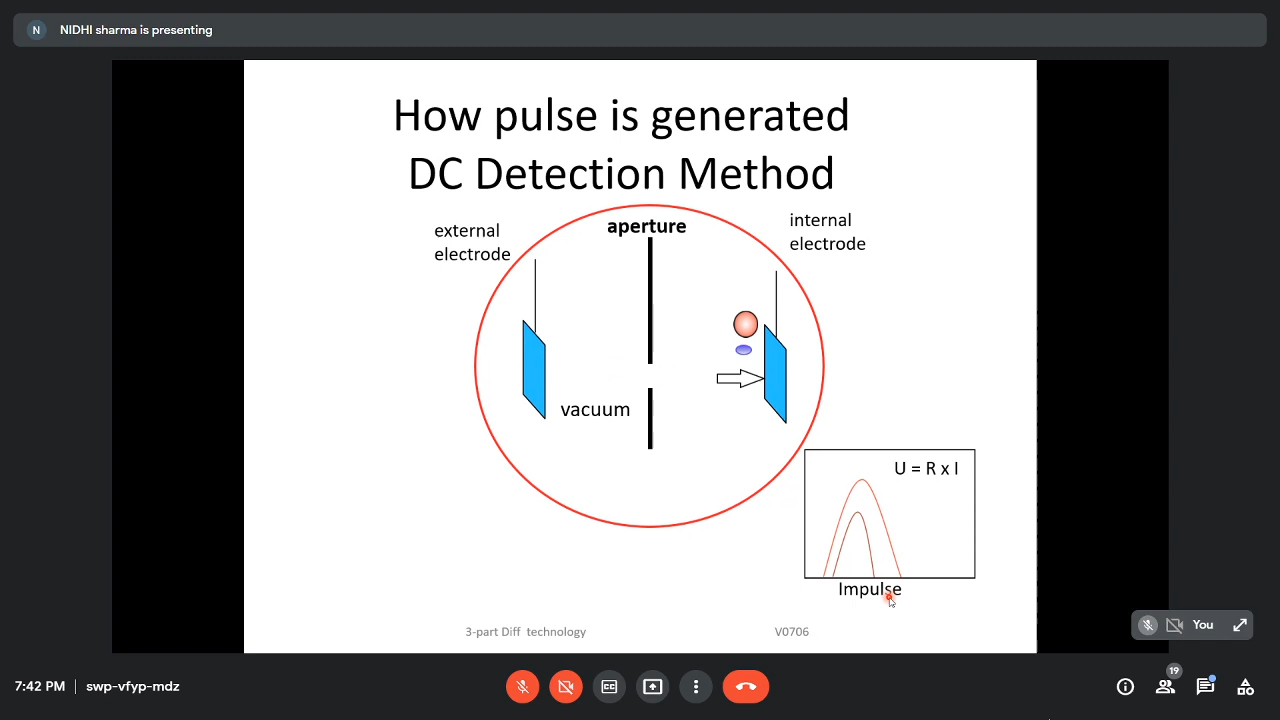 N NIDHI sharma is presenting
How pulse is generated
DC Detection Method
external
electrode
aperture
internal
electrode
vacuum
U = R x I
Impulse
3-part Diff technology V0706
You
7:42 PM | swp-vfyp-mdz
CC
19